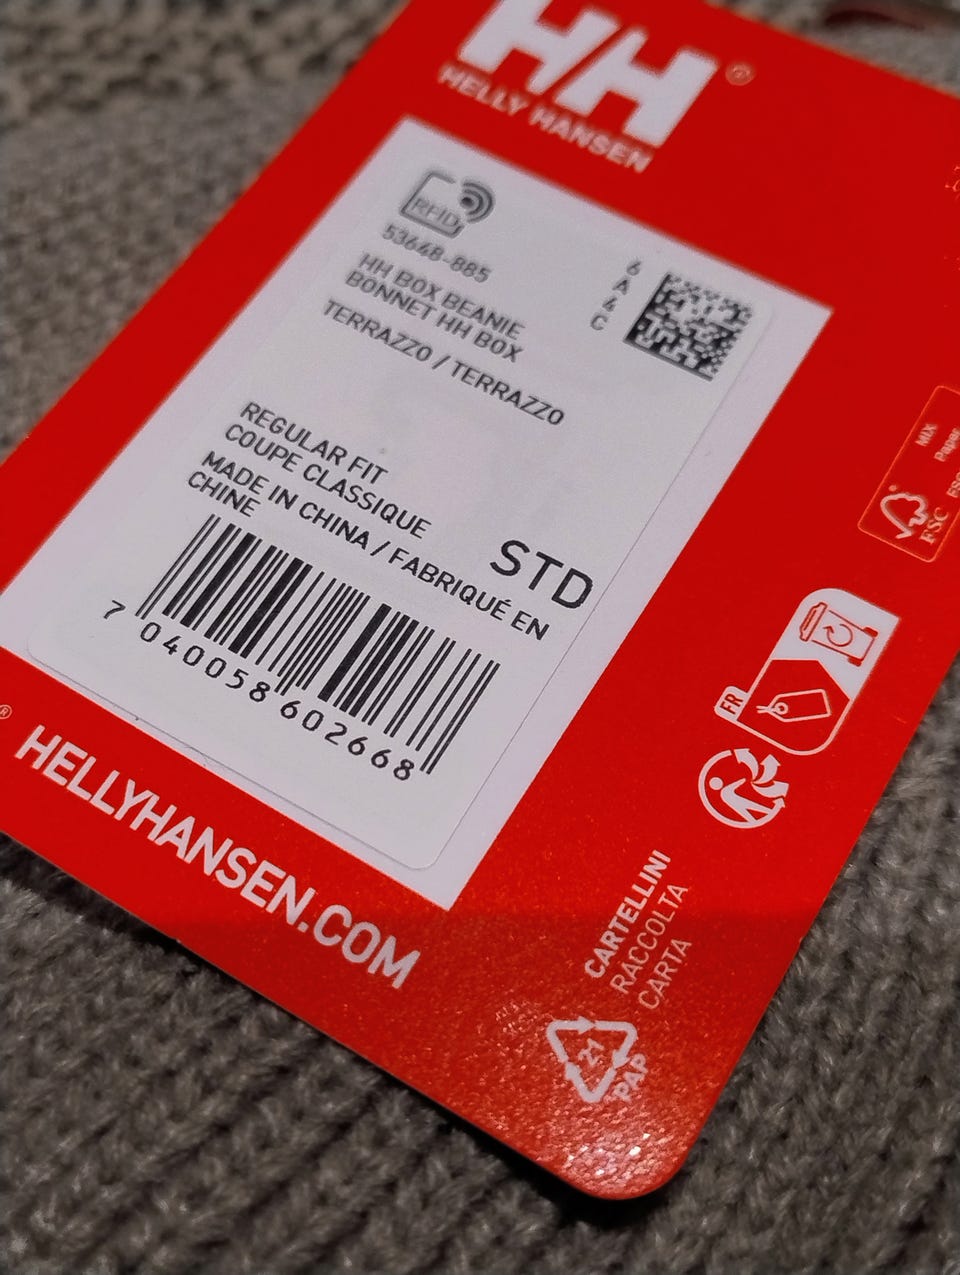 HH®
HELLY HANSEN
RFID
53648-885
HH BOX BEANIE
BONNET HH BOX
TERRAZZO / TERRAZZO
6
A
4
C
REGULAR FIT
COUPE CLASSIQUE
MADE IN CHINA / FABRIQUÉ EN
CHINE
STD
7 040058 602668
® HELLYHANSEN.COM
MIX
Paper
FSC
FSC
FR
CARTELLINI
RACCOLTA
CARTA
21
PAP